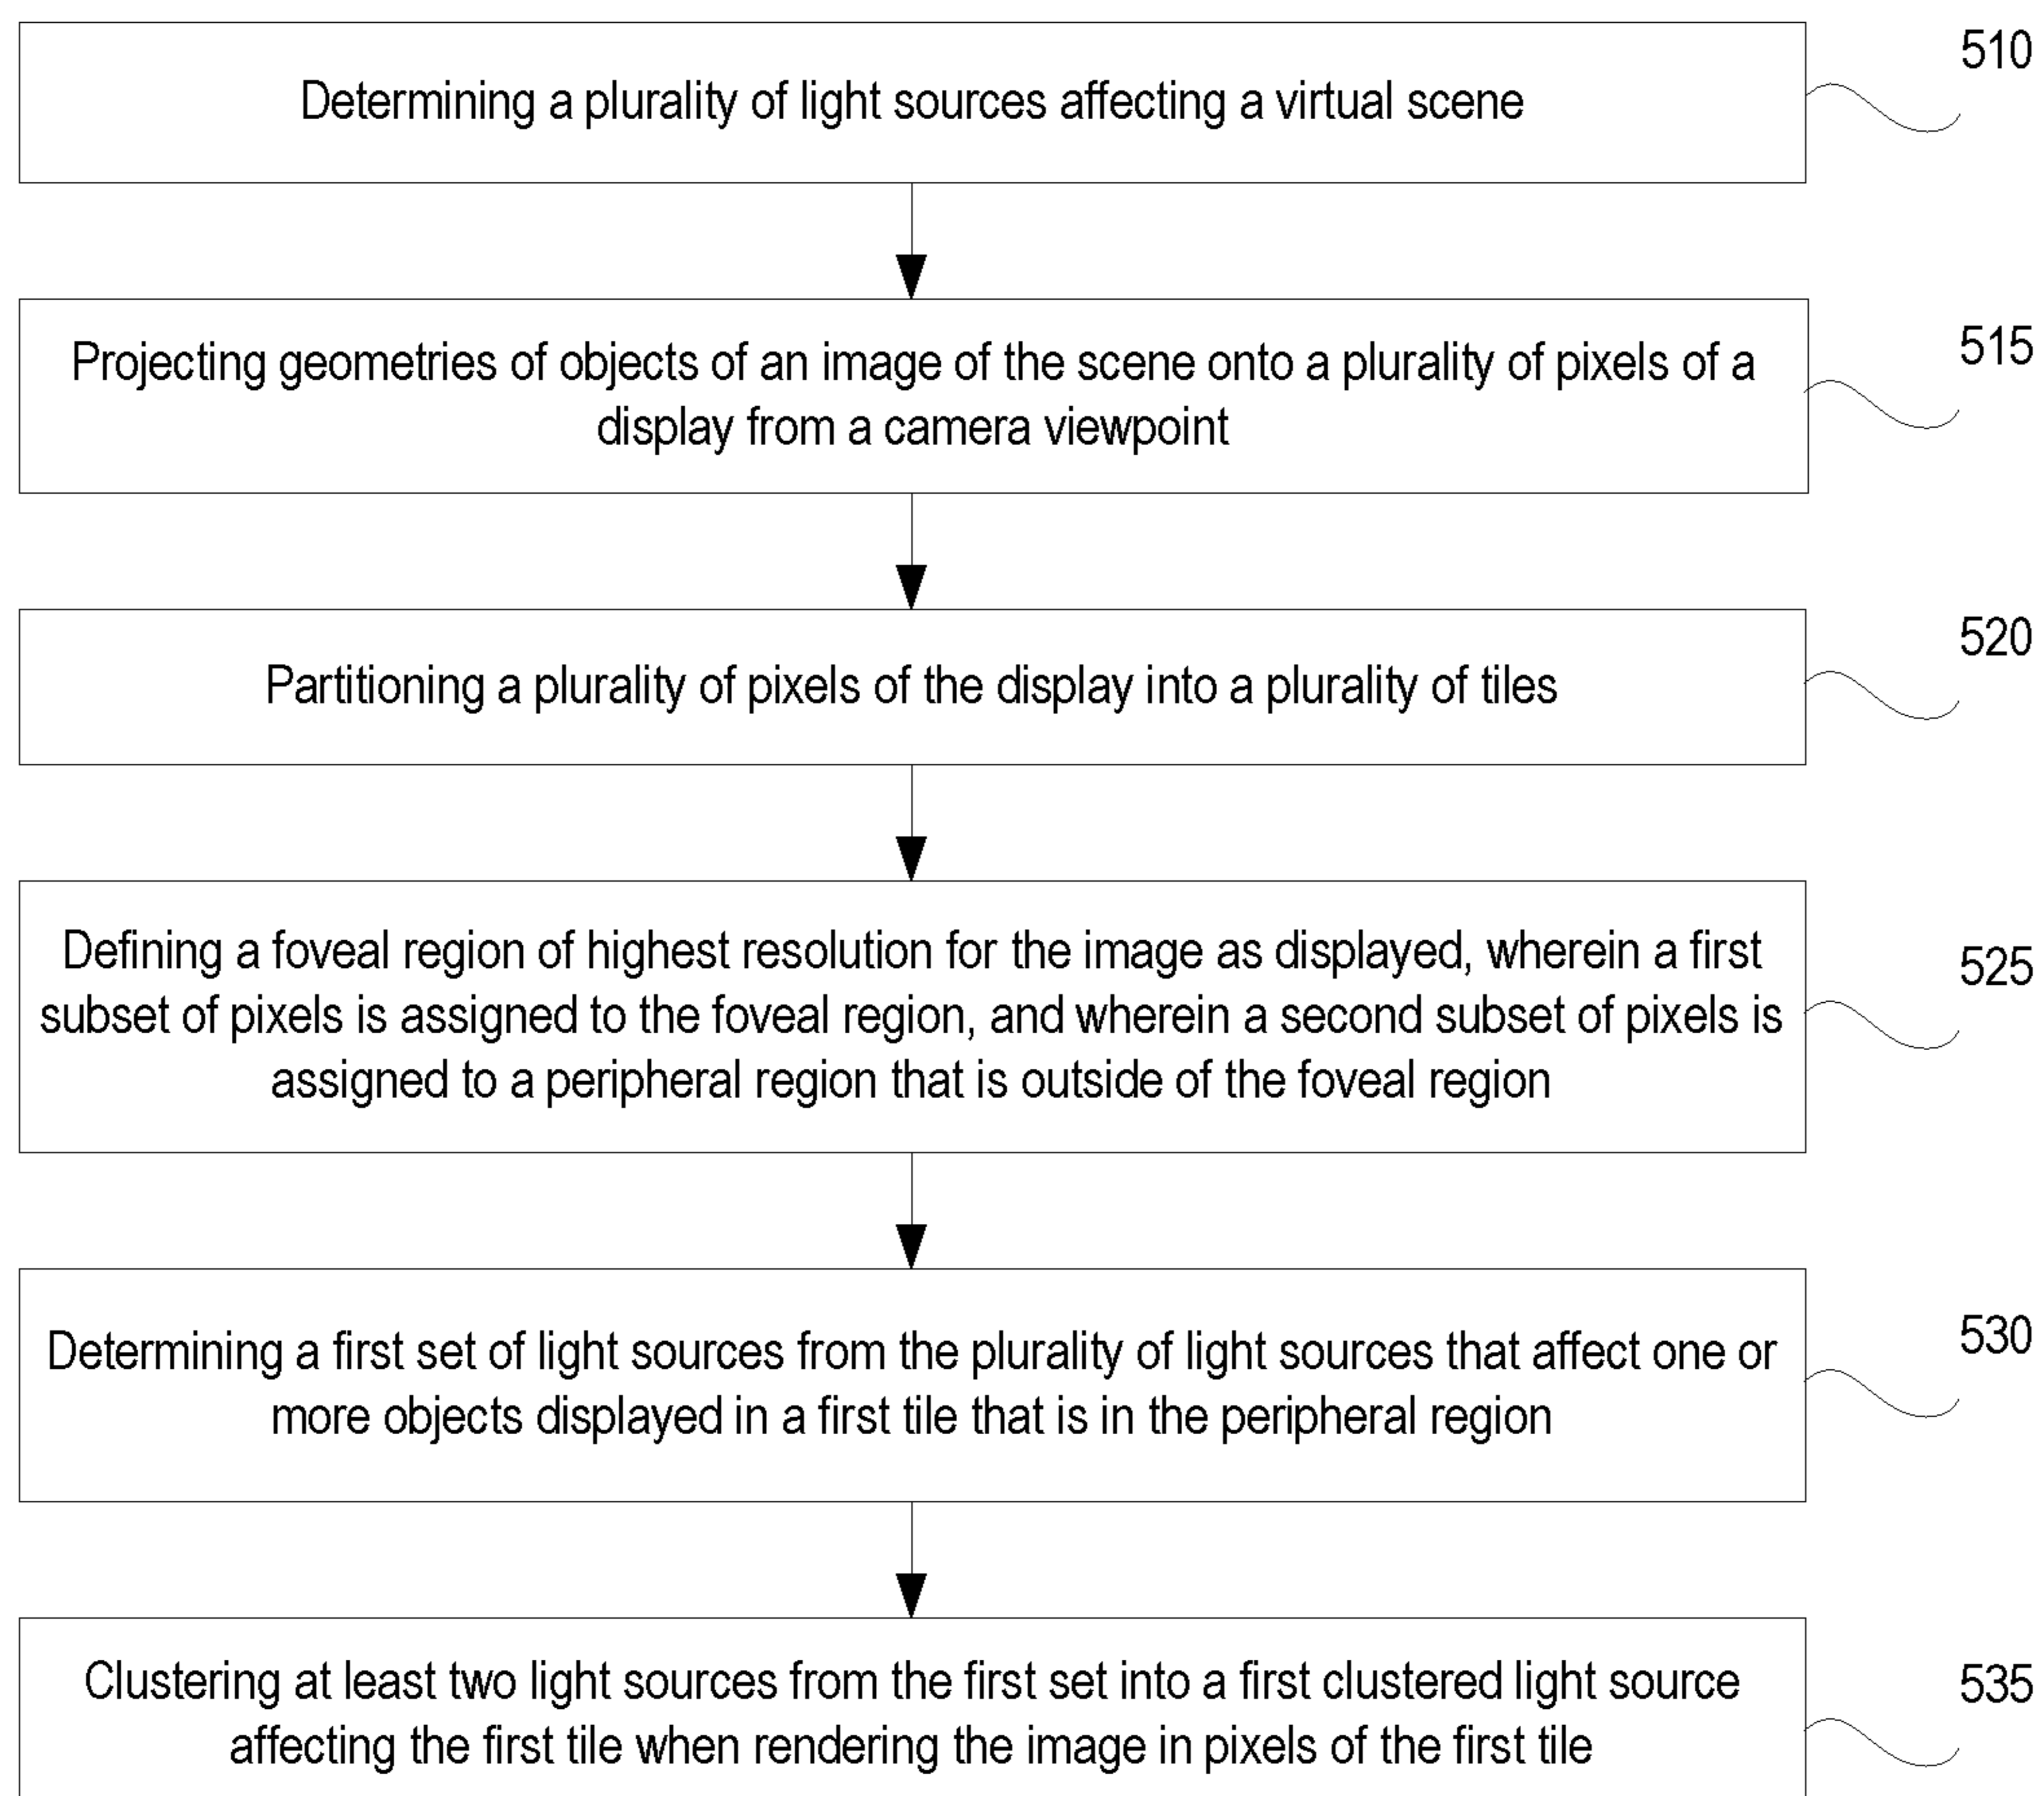 Determining a plurality of light sources affecting a virtual scene
510
Projecting geometries of objects of an image of the scene onto a plurality of pixels of a
display from a camera viewpoint
515
Partitioning a plurality of pixels of the display into a plurality of tiles
520
Defining a foveal region of highest resolution for the image as displayed, wherein a first
subset of pixels is assigned to the foveal region, and wherein a second subset of pixels is
assigned to a peripheral region that is outside of the foveal region
525
Determining a first set of light sources from the plurality of light sources that affect one or
more objects displayed in a first tile that is in the peripheral region
530
Clustering at least two light sources from the first set into a first clustered light source
affecting the first tile when rendering the image in pixels of the first tile
535